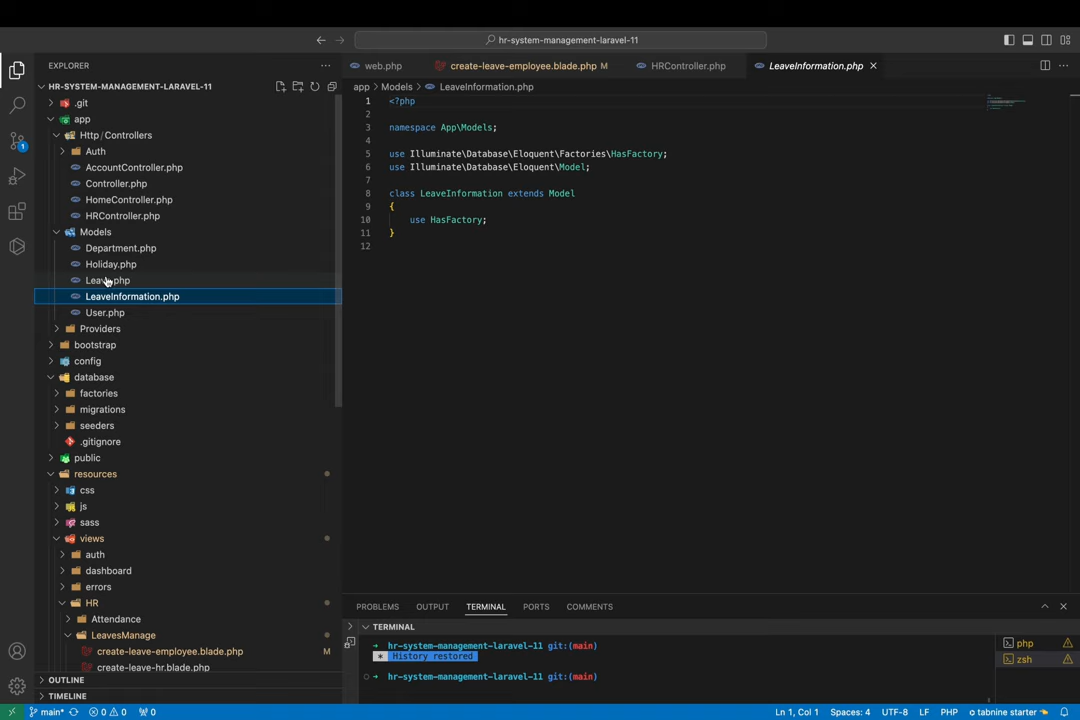 hr-system-management-laravel-11
EXPLORER
HR-SYSTEM-MANAGEMENT-LARAVEL-11
.git
app
Http / Controllers
Auth
AccountController.php
Controller.php
HomeController.php
HRController.php
Models
Department.php
Holiday.php
Leave.php
LeaveInformation.php
User.php
Providers
bootstrap
config
database
factories
migrations
seeders
.gitignore
public
resources
css
js
sass
views
auth
dashboard
errors
HR
Attendance
LeavesManage
create-leave-employee.blade.php M
create-leave-hr.blade.php
OUTLINE
TIMELINE
web.php create-leave-employee.blade.php M HRController.php LeaveInformation.php
app > Models > LeaveInformation.php
1 <?php
2
3 namespace App\Models;
4
5 use Illuminate\Database\Eloquent\Factories\HasFactory;
6 use Illuminate\Database\Eloquent\Model;
7
8 class LeaveInformation extends Model
9 {
10 use HasFactory;
11 }
12
PROBLEMS OUTPUT TERMINAL PORTS COMMENTS
TERMINAL
hr-system-management-laravel-11 git:(main)
* History restored
hr-system-management-laravel-11 git:(main)
php
zsh
1
main* 0 0 0 Ln 1, Col 1 Spaces: 4 UTF-8 LF PHP tabnine starter